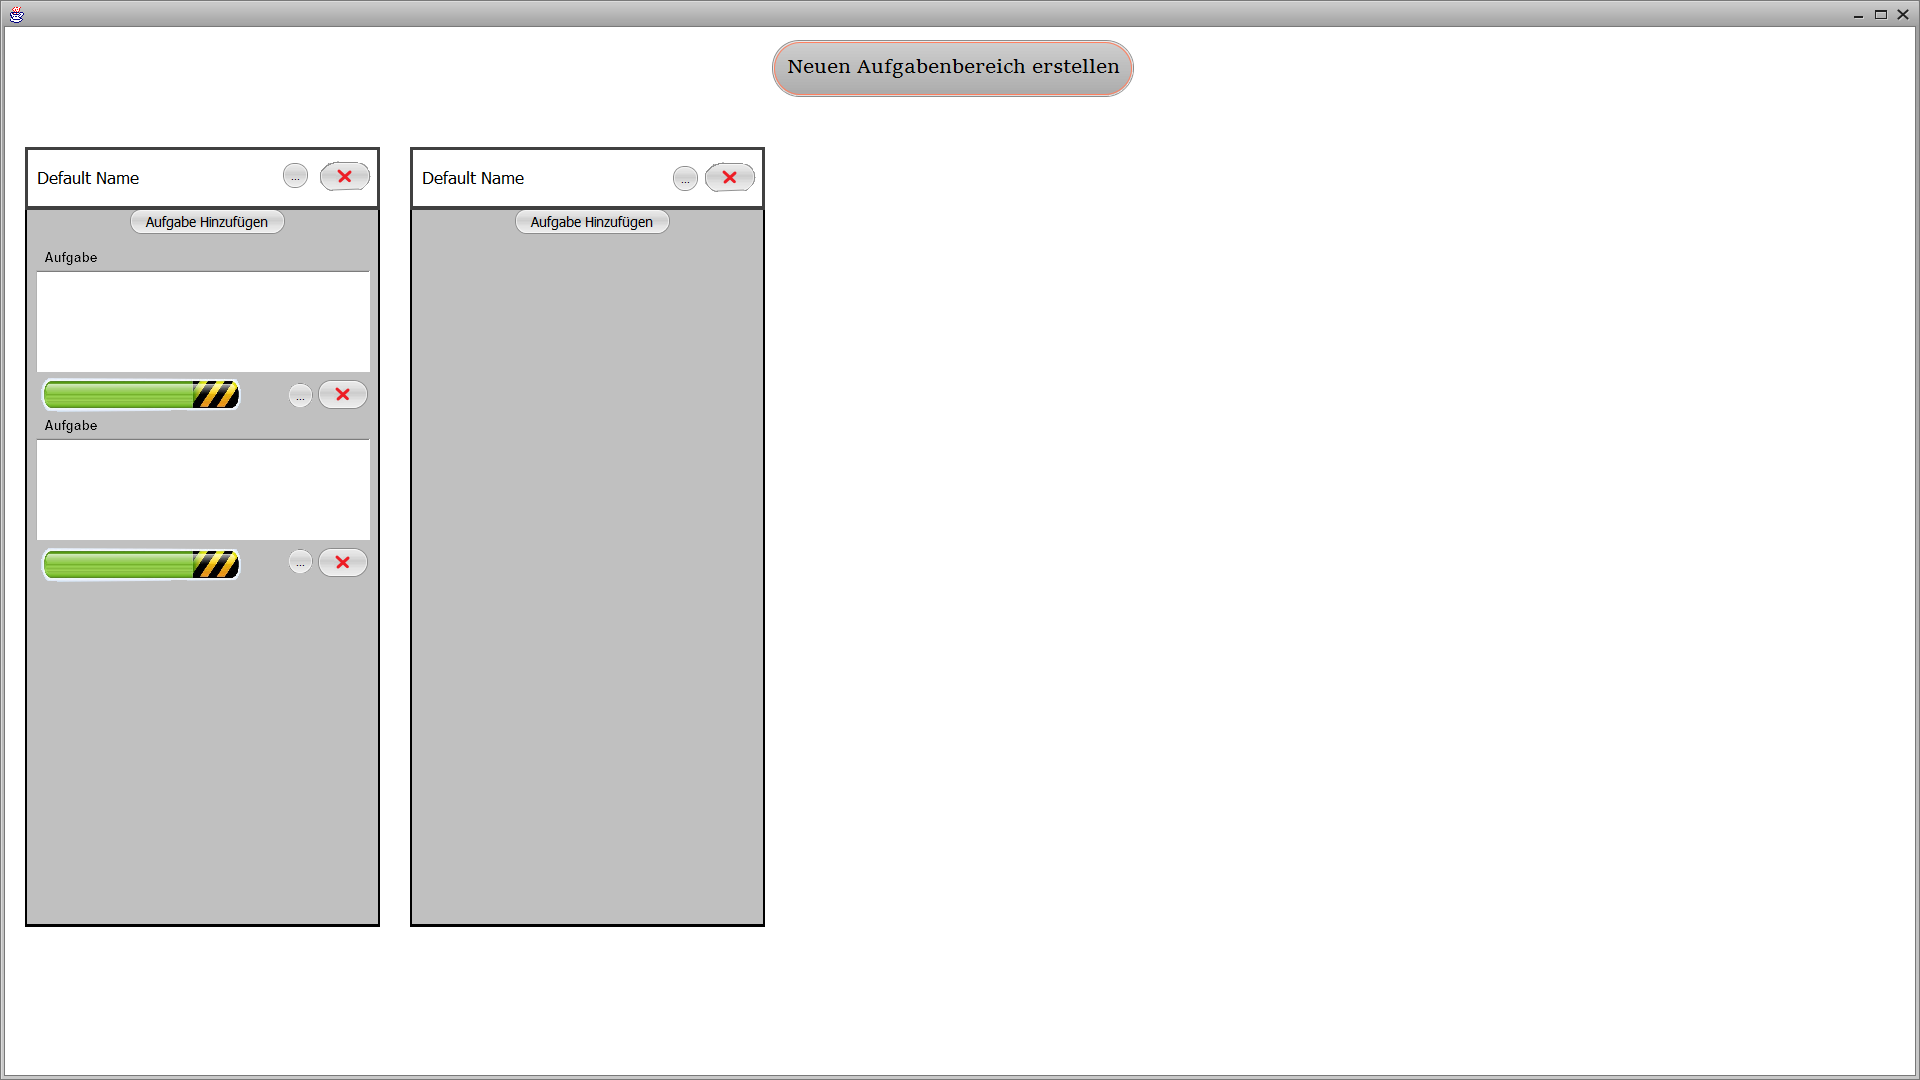 Neuen Aufgabenbereich erstellen
Default Name
...
Aufgabe Hinzufügen
Aufgabe
...
Aufgabe
...
Default Name
...
Aufgabe Hinzufügen